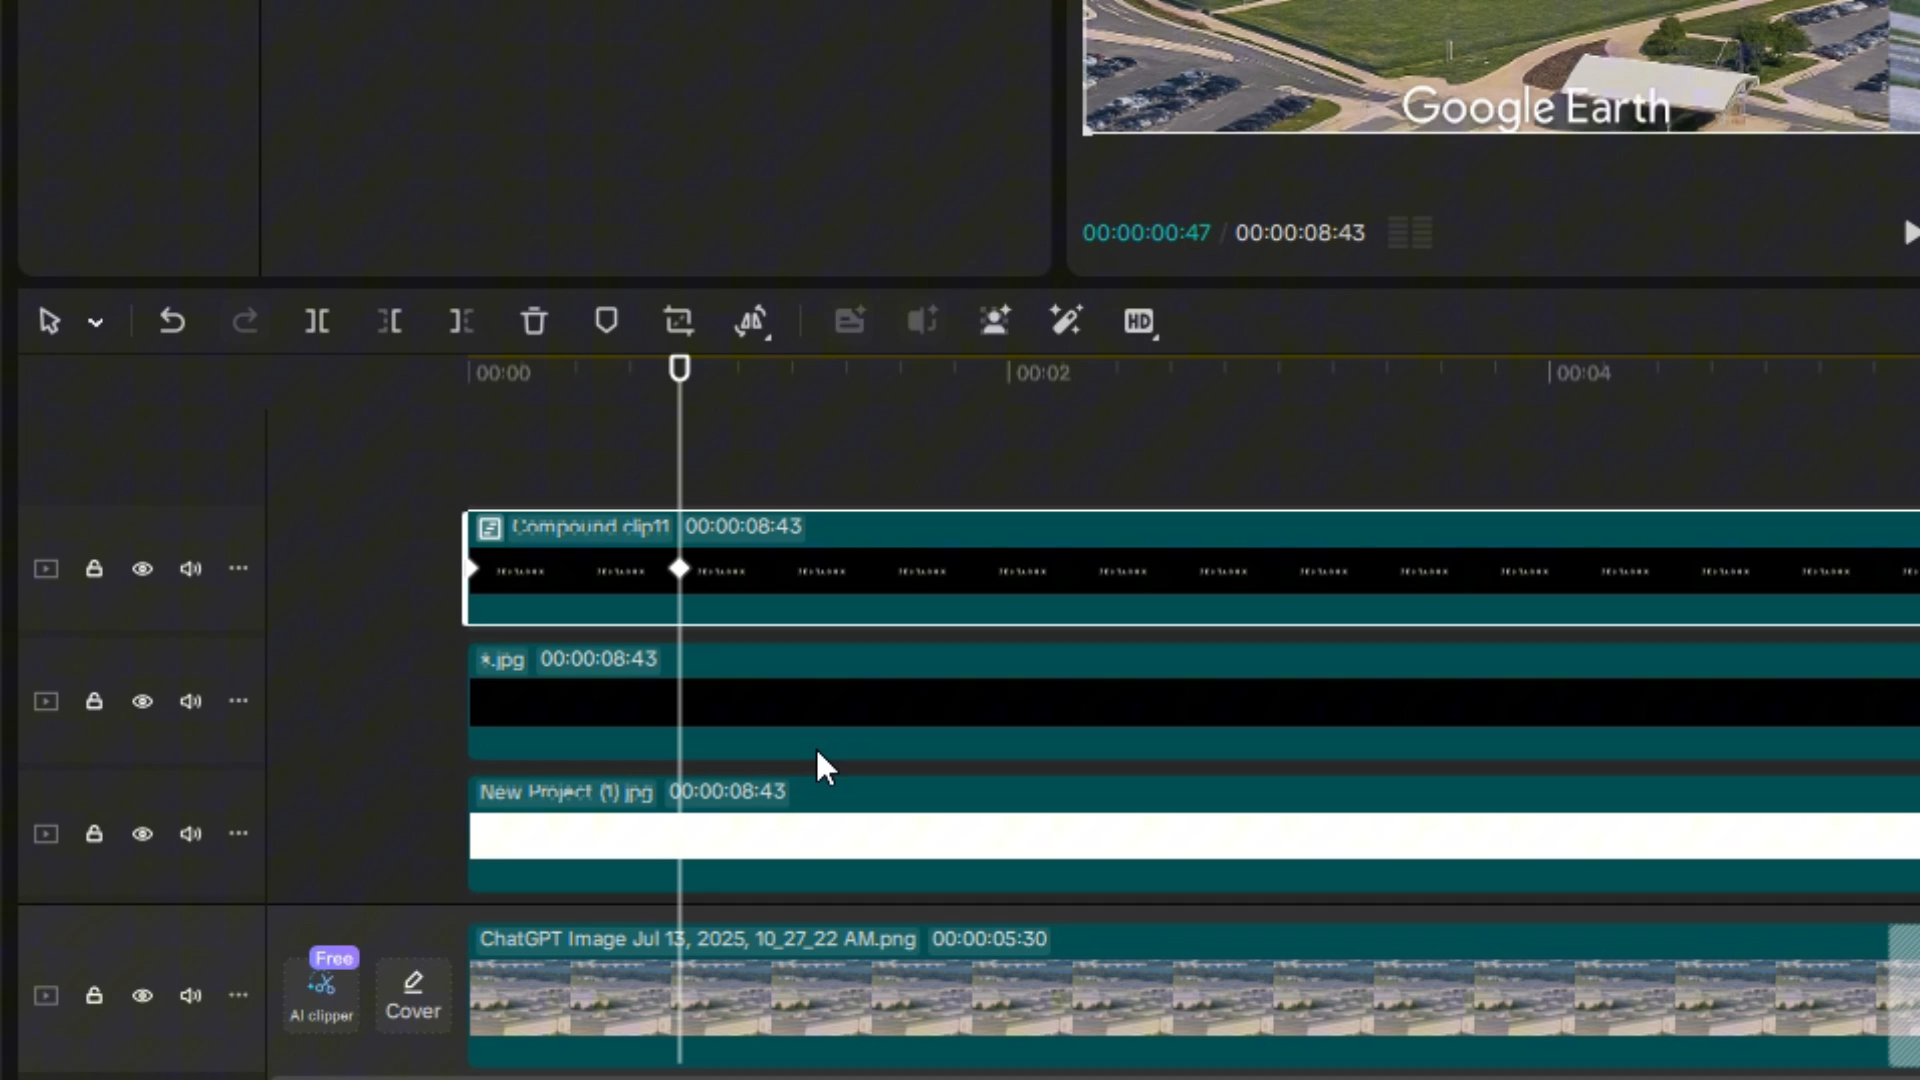 Google Earth
00:00:00:47 / 00:00:08:43
HD
00:00 00:02 00:04
Compound clip11 00:00:08:43
*.jpg 00:00:08:43
New Project (1).jpg 00:00:08:43
ChatGPT Image Jul 13, 2025, 10_27_22 AM.png 00:00:05:30
Free
AI clipper
Cover